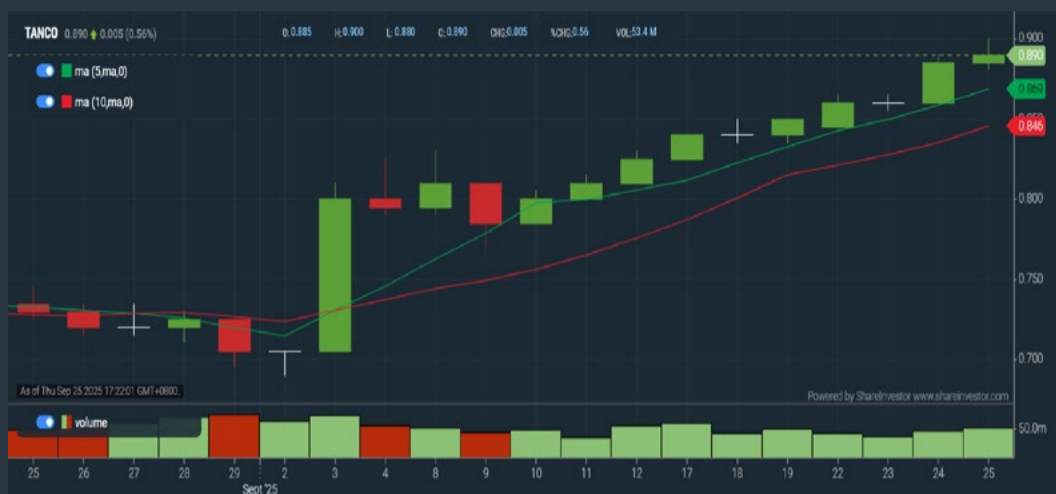 TANCO 0.890 0.005 (0.56%) O:0.885 H:0.900 L:0.880 C:0.890 CHG:0.005 %CHG:0.56 VOL:53.4 M
ma (5,ma,0)
ma (10,ma,0)
0.900
0.890
0.869
0.846
0.800
0.750
0.700
As of Thu Sep 25 2025 17:22:01 GMT+0800.
Powered by ShareInvestor www.shareinvestor.com
volume
50.0m
25 26 27 28 29 2 3 4 8 9 10 11 12 17 18 19 22 23 24 25
Sept '25